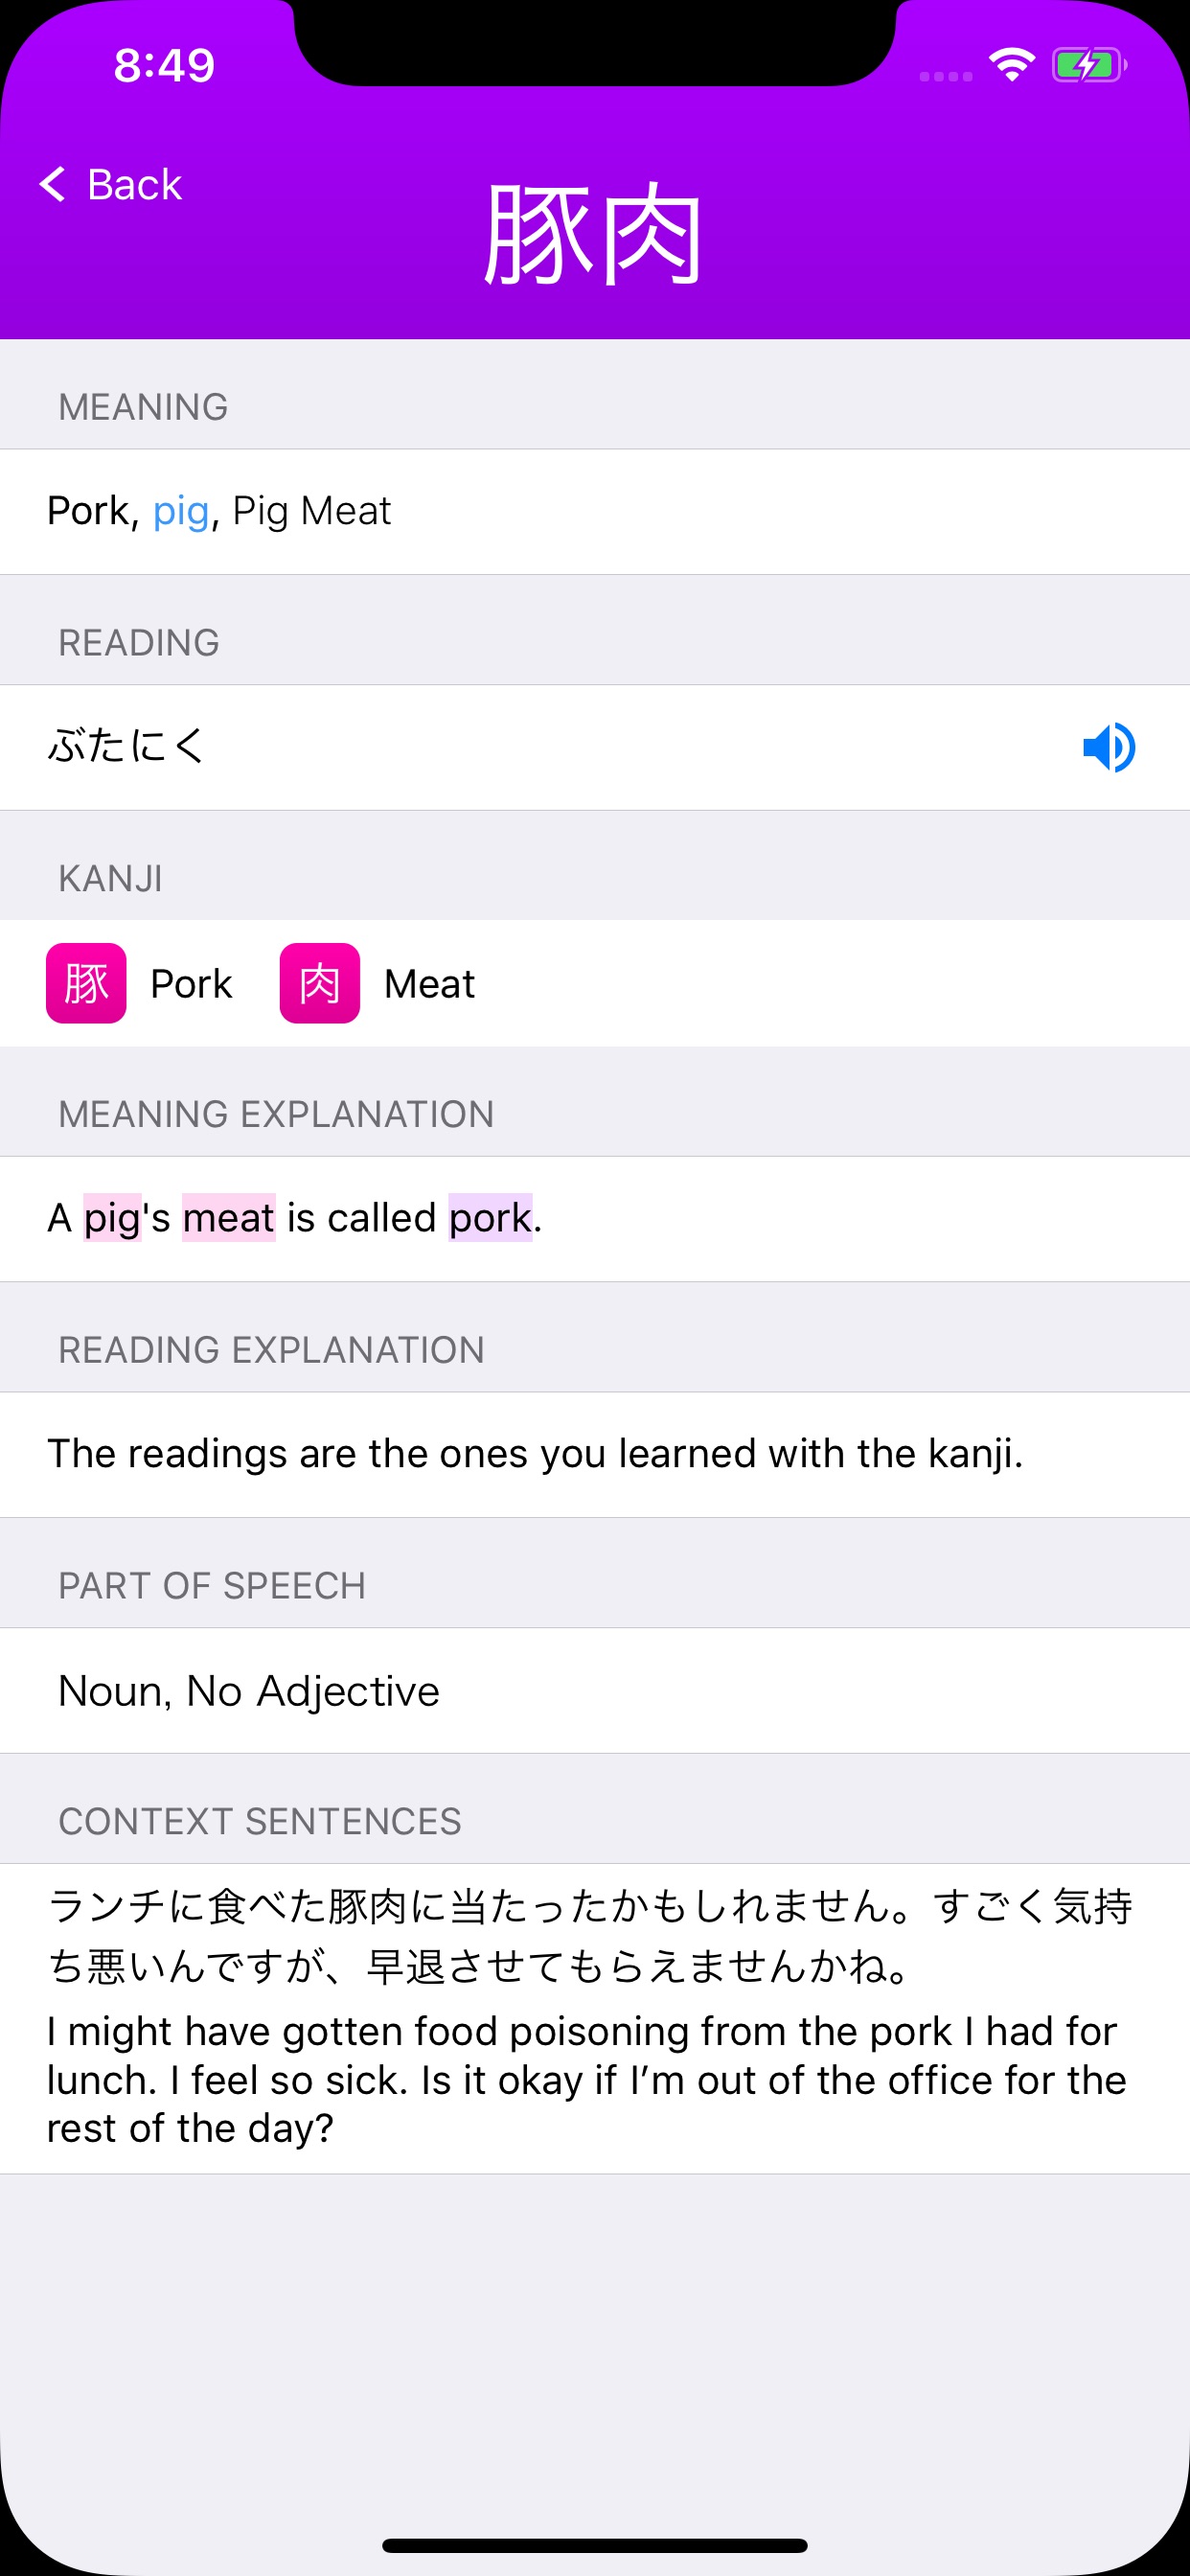 8:49
Back
豚肉
MEANING
Pork, pig, Pig Meat
READING
ぶたにく
KANJI
豚 Pork 肉 Meat
MEANING EXPLANATION
A pig's meat is called pork.
READING EXPLANATION
The readings are the ones you learned with the kanji.
PART OF SPEECH
Noun, No Adjective
CONTEXT SENTENCES
ランチに食べた豚肉に当たったかもしれません。すごく気持
ち悪いんですが、早退させてもらえませんかね。
I might have gotten food poisoning from the pork I had for
lunch. I feel so sick. Is it okay if I’m out of the office for the
rest of the day?